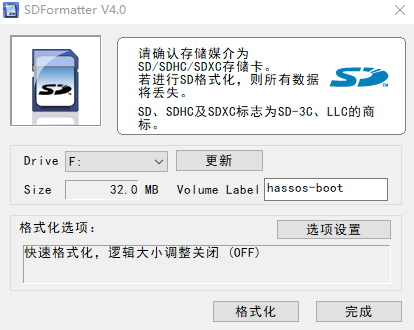 SDFormatter V4.0
请确认存储媒介为
SD/SDHC/SDXC存储卡。
若进行SD格式化，则所有数据
将丢失。
SD、SDHC及SDXC标志为SD-3C、LLC的商
标。
SD
SD
TM
Drive F: 更新
Size 32.0 MB Volume Label hassos-boot
格式化选项：
选项设置
快速格式化，逻辑大小调整关闭 (OFF)
格式化 完成